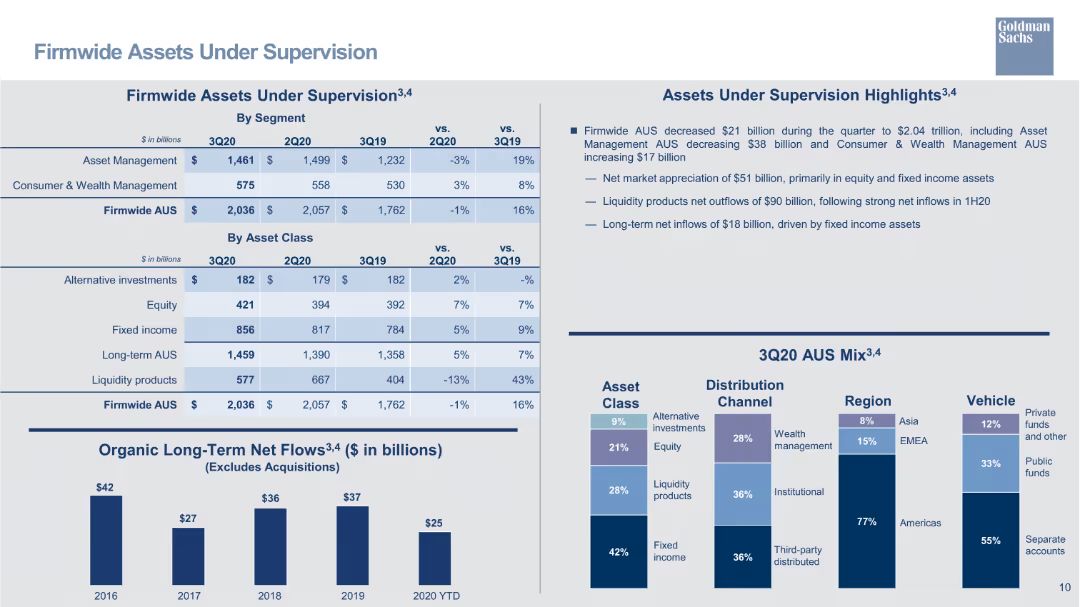 Firmwide Assets Under Supervision
Goldman
Sachs
Firmwide Assets Under Supervision3,4
By Segment
$ in billions 3Q20 2Q20 3Q19 vs. 2Q20 vs. 3Q19
Asset Management $ 1,461 $ 1,499 $ 1,232 -3% 19%
Consumer & Wealth Management 575 558 530 3% 8%
Firmwide AUS $ 2,036 $ 2,057 $ 1,762 -1% 16%
By Asset Class
$ in billions 3Q20 2Q20 3Q19 vs. 2Q20 vs. 3Q19
Alternative investments $ 182 $ 179 $ 182 2% -%
Equity 421 394 392 7% 7%
Fixed income 856 817 784 5% 9%
Long-term AUS 1,459 1,390 1,358 5% 7%
Liquidity products 577 667 404 -13% 43%
Firmwide AUS $ 2,036 $ 2,057 $ 1,762 -1% 16%
Organic Long-Term Net Flows3,4 ($ in billions)
(Excludes Acquisitions)
$42 $27 $36 $37 $25
2016 2017 2018 2019 2020 YTD
Assets Under Supervision Highlights3,4
■ Firmwide AUS decreased $21 billion during the quarter to $2.04 trillion, including Asset
Management AUS decreasing $38 billion and Consumer & Wealth Management AUS
increasing $17 billion
— Net market appreciation of $51 billion, primarily in equity and fixed income assets
— Liquidity products net outflows of $90 billion, following strong net inflows in 1H20
— Long-term net inflows of $18 billion, driven by fixed income assets
3Q20 AUS Mix3,4
Asset
Class
9% Alternative
investments
21% Equity
28% Liquidity
products
42% Fixed
income
Distribution
Channel
28% Wealth
management
36% Institutional
36% Third-party
distributed
Region
8% Asia
15% EMEA
77% Americas
Vehicle
12% Private
funds
and other
33% Public
funds
55% Separate
accounts
10